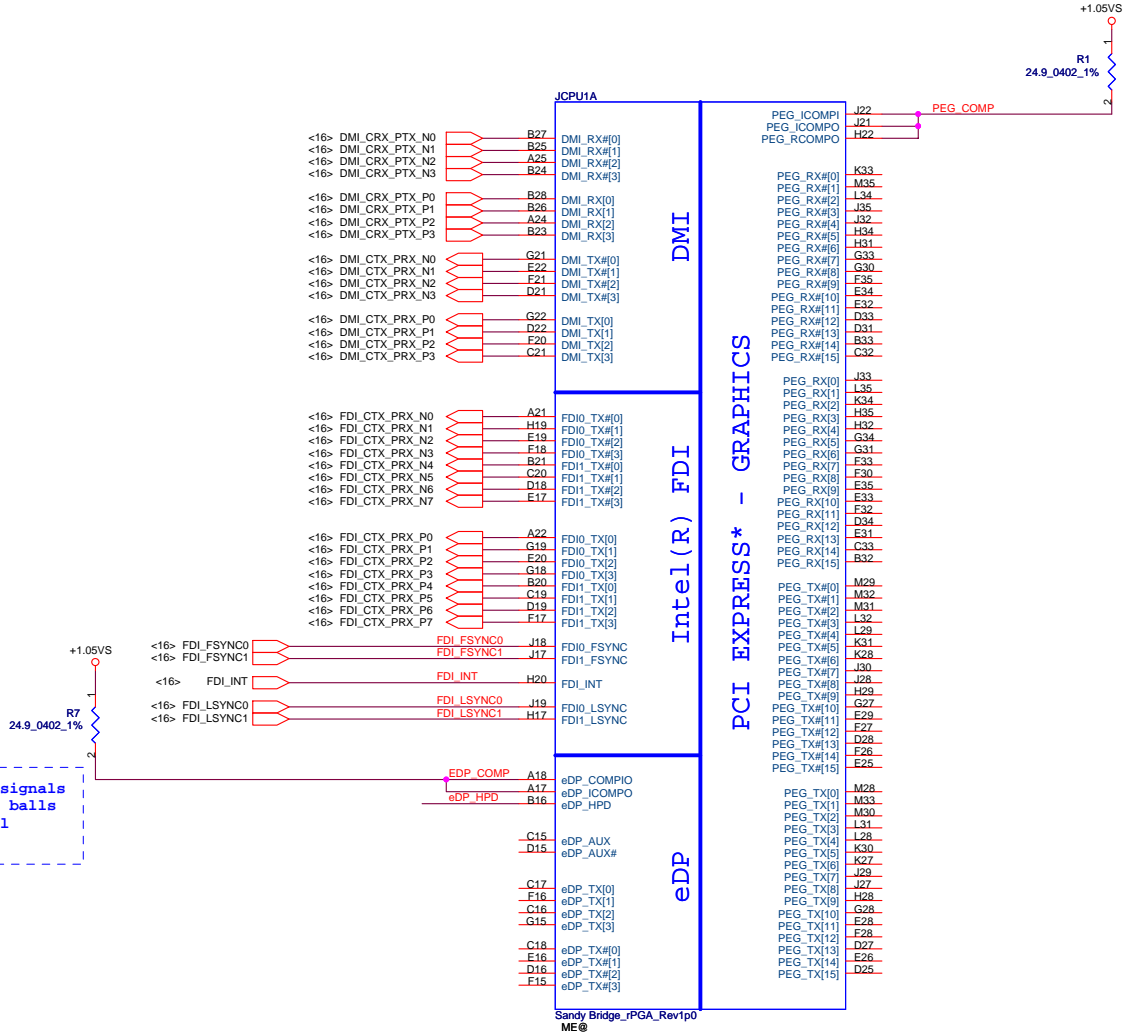 +1.05VS
R1
24.9_0402_1%
1
2
PEG_COMP
JCPU1A
<16> DMI_CRX_PTX_N0 B27 DMI_RX#[0]
<16> DMI_CRX_PTX_N1 B25 DMI_RX#[1]
<16> DMI_CRX_PTX_N2 A25 DMI_RX#[2]
<16> DMI_CRX_PTX_N3 B24 DMI_RX#[3]
<16> DMI_CRX_PTX_P0 B28 DMI_RX[0]
<16> DMI_CRX_PTX_P1 B26 DMI_RX[1]
<16> DMI_CRX_PTX_P2 A24 DMI_RX[2]
<16> DMI_CRX_PTX_P3 B23 DMI_RX[3]
<16> DMI_CTX_PRX_N0 G21 DMI_TX#[0]
<16> DMI_CTX_PRX_N1 E22 DMI_TX#[1]
<16> DMI_CTX_PRX_N2 F21 DMI_TX#[2]
<16> DMI_CTX_PRX_N3 D21 DMI_TX#[3]
<16> DMI_CTX_PRX_P0 G22 DMI_TX[0]
<16> DMI_CTX_PRX_P1 D22 DMI_TX[1]
<16> DMI_CTX_PRX_P2 F20 DMI_TX[2]
<16> DMI_CTX_PRX_P3 C21 DMI_TX[3]
DMI
<16> FDI_CTX_PRX_N0 A21 FDI0_TX#[0]
<16> FDI_CTX_PRX_N1 H19 FDI0_TX#[1]
<16> FDI_CTX_PRX_N2 E19 FDI0_TX#[2]
<16> FDI_CTX_PRX_N3 F18 FDI0_TX#[3]
<16> FDI_CTX_PRX_N4 B21 FDI1_TX#[0]
<16> FDI_CTX_PRX_N5 C20 FDI1_TX#[1]
<16> FDI_CTX_PRX_N6 D18 FDI1_TX#[2]
<16> FDI_CTX_PRX_N7 E17 FDI1_TX#[3]
<16> FDI_CTX_PRX_P0 A22 FDI0_TX[0]
<16> FDI_CTX_PRX_P1 G19 FDI0_TX[1]
<16> FDI_CTX_PRX_P2 E20 FDI0_TX[2]
<16> FDI_CTX_PRX_P3 G18 FDI0_TX[3]
<16> FDI_CTX_PRX_P4 B20 FDI1_TX[0]
<16> FDI_CTX_PRX_P5 C19 FDI1_TX[1]
<16> FDI_CTX_PRX_P6 D19 FDI1_TX[2]
<16> FDI_CTX_PRX_P7 F17 FDI1_TX[3]
<16> FDI_FSYNC0 FDI_FSYNC0 J18 FDI0_FSYNC
<16> FDI_FSYNC1 FDI_FSYNC1 J17 FDI1_FSYNC
<16> FDI_INT FDI_INT H20 FDI_INT
<16> FDI_LSYNC0 FDI_LSYNC0 J19 FDI0_LSYNC
<16> FDI_LSYNC1 FDI_LSYNC1 H17 FDI1_LSYNC
Intel(R) FDI
+1.05VS
R7
24.9_0402_1%
1
2
signals
balls
l
EDP_COMP A18 eDP_COMPIO
A17 eDP_ICOMPO
eDP_HPD B16 eDP_HPD
C15 eDP_AUX
D15 eDP_AUX#
C17 eDP_TX[0]
F16 eDP_TX[1]
C16 eDP_TX[2]
G15 eDP_TX[3]
C18 eDP_TX#[0]
E16 eDP_TX#[1]
D16 eDP_TX#[2]
F15 eDP_TX#[3]
eDP
PCI EXPRESS* - GRAPHICS
PEG_ICOMPI J22
PEG_ICOMPO J21
PEG_RCOMPO H22
PEG_RX#[0] K33
PEG_RX#[1] M35
PEG_RX#[2] L34
PEG_RX#[3] J35
PEG_RX#[4] J32
PEG_RX#[5] H34
PEG_RX#[6] H31
PEG_RX#[7] G33
PEG_RX#[8] G30
PEG_RX#[9] F35
PEG_RX#[10] E34
PEG_RX#[11] E32
PEG_RX#[12] D33
PEG_RX#[13] D31
PEG_RX#[14] B33
PEG_RX#[15] C32
PEG_RX[0] J33
PEG_RX[1] L35
PEG_RX[2] K34
PEG_RX[3] H35
PEG_RX[4] H32
PEG_RX[5] G34
PEG_RX[6] G31
PEG_RX[7] F33
PEG_RX[8] F30
PEG_RX[9] E35
PEG_RX[10] E33
PEG_RX[11] F32
PEG_RX[12] D34
PEG_RX[13] E31
PEG_RX[14] C33
PEG_RX[15] B32
PEG_TX#[0] M29
PEG_TX#[1] M32
PEG_TX#[2] M31
PEG_TX#[3] L32
PEG_TX#[4] L29
PEG_TX#[5] K31
PEG_TX#[6] K28
PEG_TX#[7] J30
PEG_TX#[8] J28
PEG_TX#[9] H29
PEG_TX#[10] G27
PEG_TX#[11] E29
PEG_TX#[12] F27
PEG_TX#[13] D28
PEG_TX#[14] F26
PEG_TX#[15] E25
PEG_TX[0] M28
PEG_TX[1] M33
PEG_TX[2] M30
PEG_TX[3] L31
PEG_TX[4] L28
PEG_TX[5] K30
PEG_TX[6] K27
PEG_TX[7] J29
PEG_TX[8] J27
PEG_TX[9] H28
PEG_TX[10] G28
PEG_TX[11] E28
PEG_TX[12] F28
PEG_TX[13] D27
PEG_TX[14] E26
PEG_TX[15] D25
Sandy Bridge_rPGA_Rev1p0
ME@